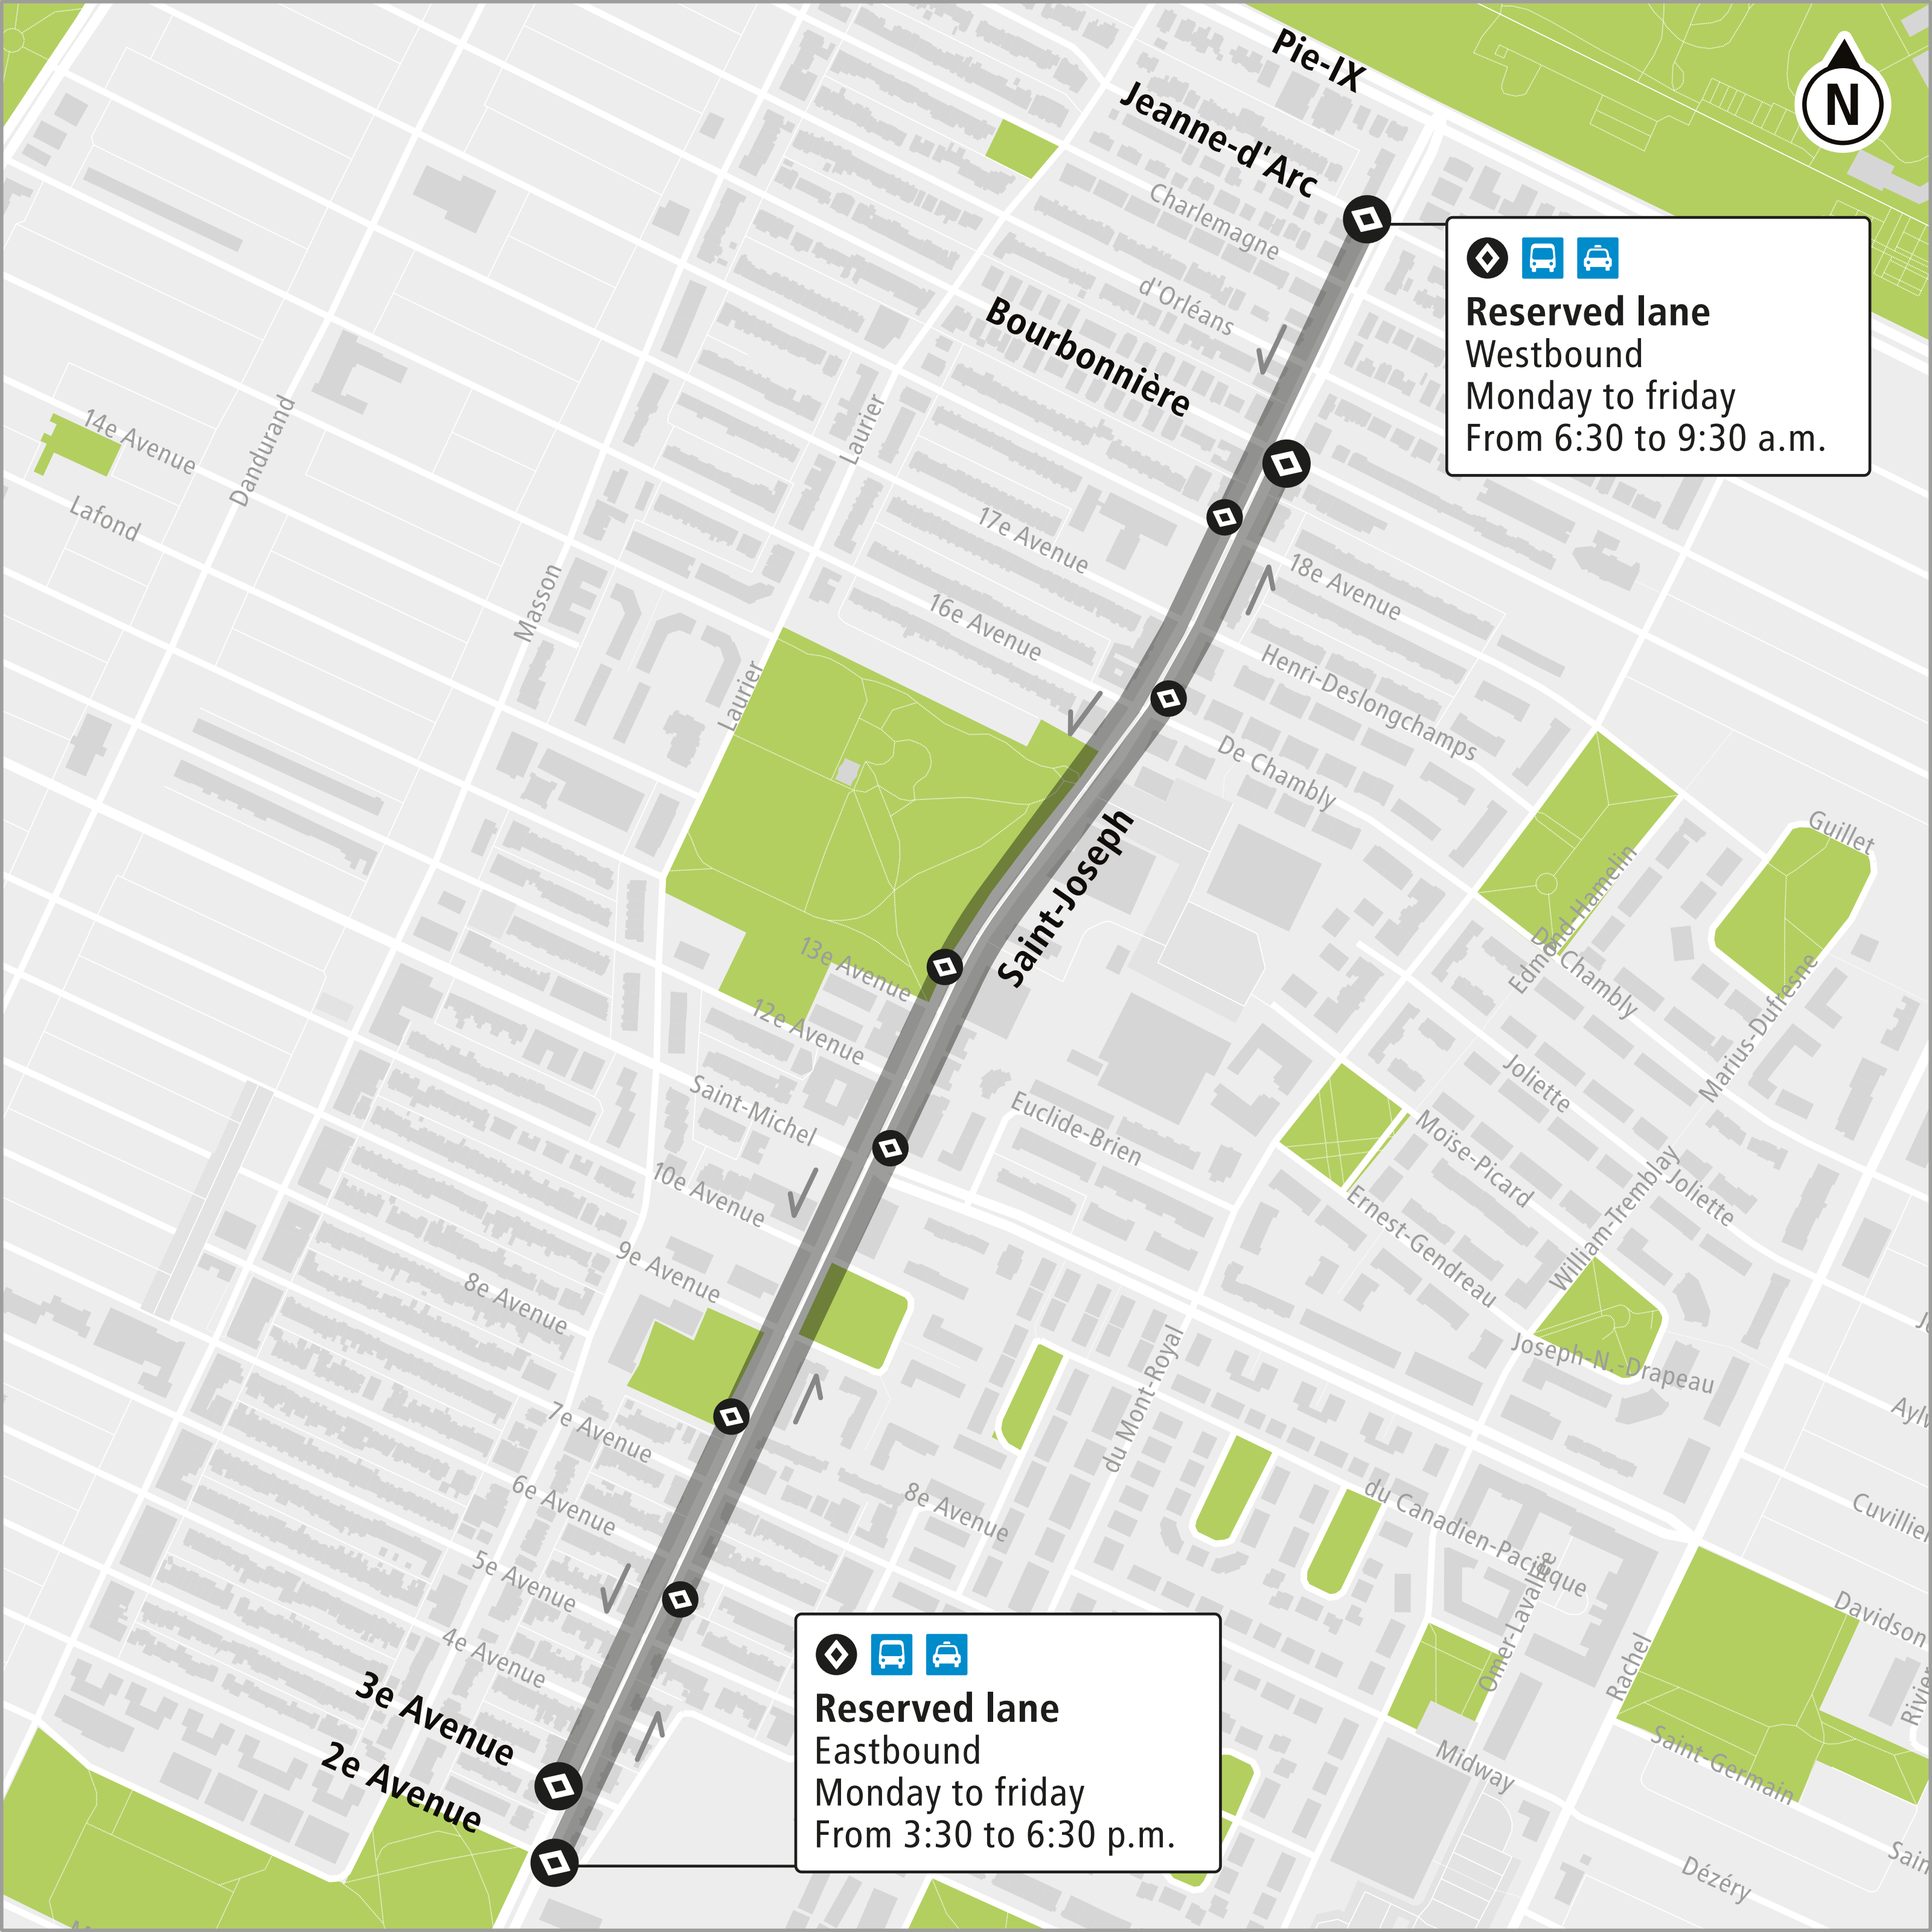 Pie-IX
N
Jeanne-d'Arc
Charlemagne
d'Orléans
Bourbonnière
Reserved lane
Westbound
Monday to friday
From 6:30 to 9:30 a.m.
14e Avenue
Dandurand
Laurier
Lafond
17e Avenue
18e Avenue
Masson
16e Avenue
Henri-Deslongchamps
Laurier
De Chambly
Guillet
Saint-Joseph
Edmond-Hamelin
De Chambly
13e Avenue
12e Avenue
Marius-Dufresne
Joliette
Saint-Michel
Euclide-Brien
Moïse-Picard
10e Avenue
Joliette
William-Tremblay
Ernest-Gendreau
9e Avenue
8e Avenue
Joseph-N.-Drapeau
du Mont-Royal
7e Avenue
6e Avenue
8e Avenue
du Canadien-Pacifique
Cuvillier
5e Avenue
Omer-Lavallée
Davidson
4e Avenue
Rachel
3e Avenue
2e Avenue
Reserved lane
Eastbound
Monday to friday
From 3:30 to 6:30 p.m.
Saint-Germain
Midway
Dézéry